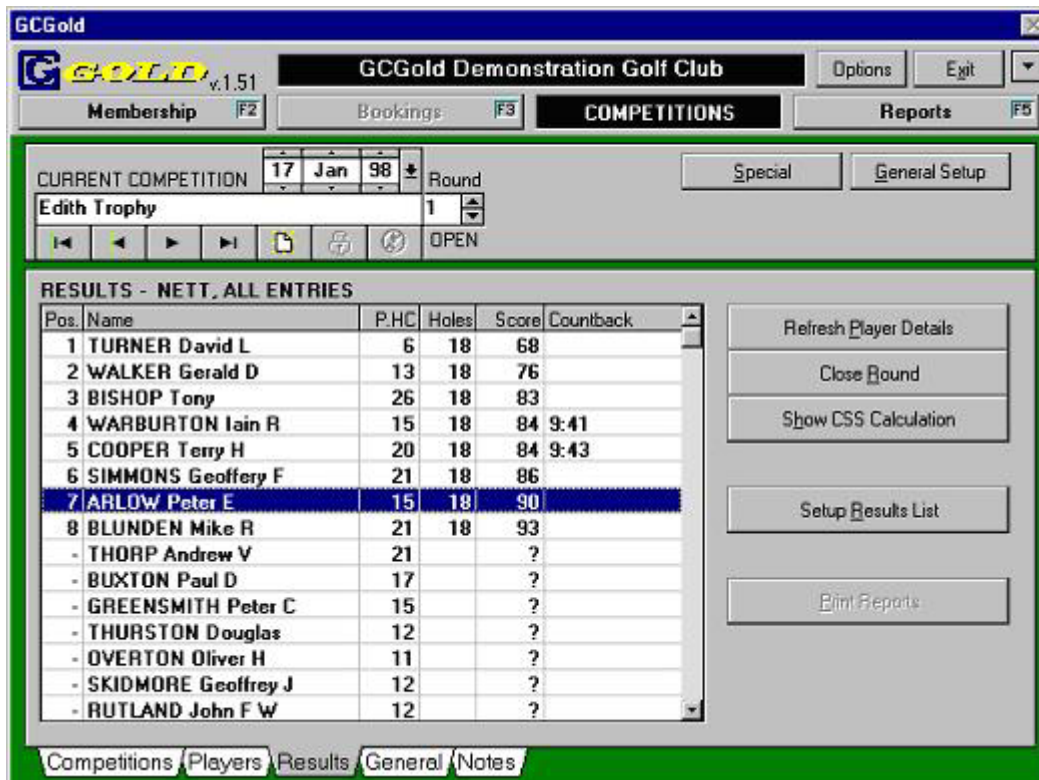 GCGold
G GOLD v.1.51 GCGold Demonstration Golf Club Options Exit
Membership F2 Bookings F3 COMPETITIONS Reports F5
CURRENT COMPETITION 17 Jan 98 Round Special General Setup
Edith Trophy 1
OPEN
RESULTS - NETT, ALL ENTRIES
Pos. Name P.HC Holes Score Countback
1 TURNER David L 6 18 68
2 WALKER Gerald D 13 18 76
3 BISHOP Tony 26 18 83
4 WARBURTON Iain R 15 18 84 9:41
5 COOPER Terry H 20 18 84 9:43
6 SIMMONS Geoffery F 21 18 86
7 ARLOW Peter E 15 18 90
8 BLUNDEN Mike R 21 18 93
- THORP Andrew V 21 ?
- BUXTON Paul D 17 ?
- GREENSMITH Peter C 15 ?
- THURSTON Douglas 12 ?
- OVERTON Oliver H 11 ?
- SKIDMORE Geoffrey J 12 ?
- RUTLAND John F W 12 ?
Refresh Player Details
Close Round
Show CSS Calculation
Setup Results List
Print Reports
Competitions Players Results General Notes